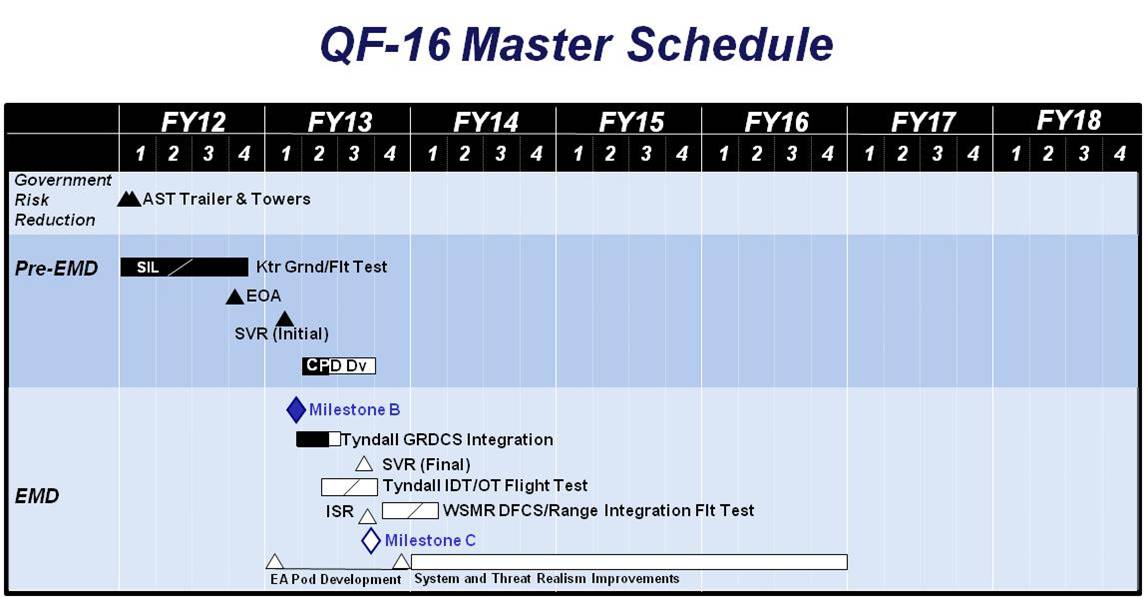 QF-16 Master Schedule
FY12 FY13 FY14 FY15 FY16 FY17 FY18
1 2 3 4 1 2 3 4 1 2 3 4 1 2 3 4 1 2 3 4 1 2 3 4 1 2 3 4
Government
Risk
Reduction
AST Trailer & Towers
Pre-EMD
SIL
Ktr Grnd/Flt Test
EOA
SVR (Initial)
CPD Dv
EMD
Milestone B
Tyndall GRDCS Integration
SVR (Final)
Tyndall IDT/OT Flight Test
ISR
WSMR DFCS/Range Integration Flt Test
Milestone C
EA Pod Development
System and Threat Realism Improvements